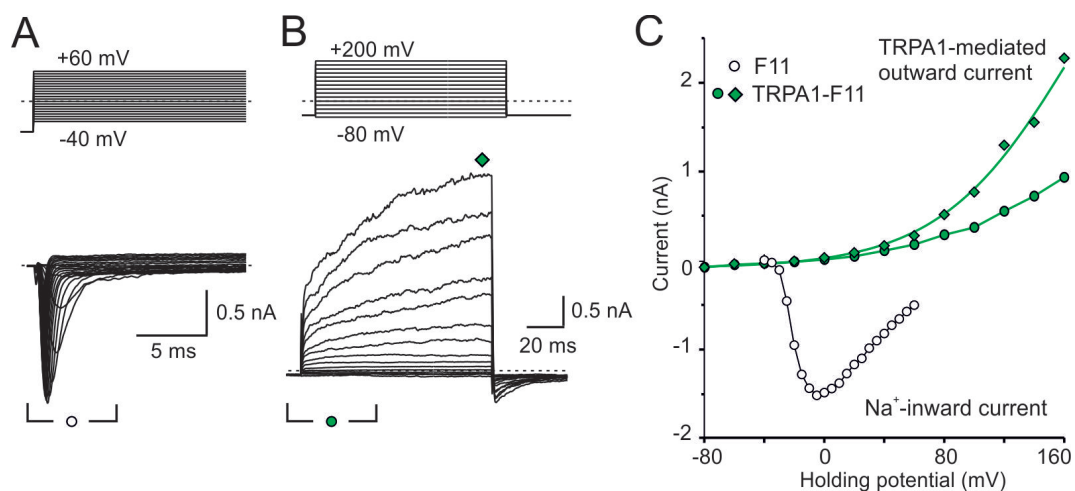 A
+60 mV
-40 mV
0.5 nA
5 ms
B
+200 mV
-80 mV
0.5 nA
20 ms
C
F11
TRPA1-F11
TRPA1-mediated
outward current
Na⁺-inward current
Current (nA)
2
1
0
-1
-2
-80
0
80
160
Holding potential (mV)